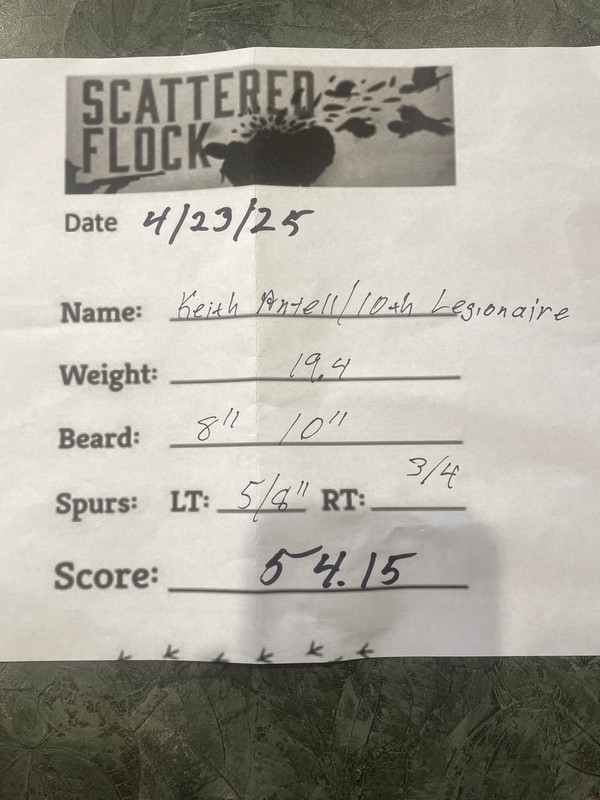 SCATTERED
FLOCK
Date 4/23/25
Name: Keith Antell/10th Legionaire
Weight: 19.4
Beard: 8" 10"
Spurs: LT: 5/8" RT: 3/4
Score: 54.15